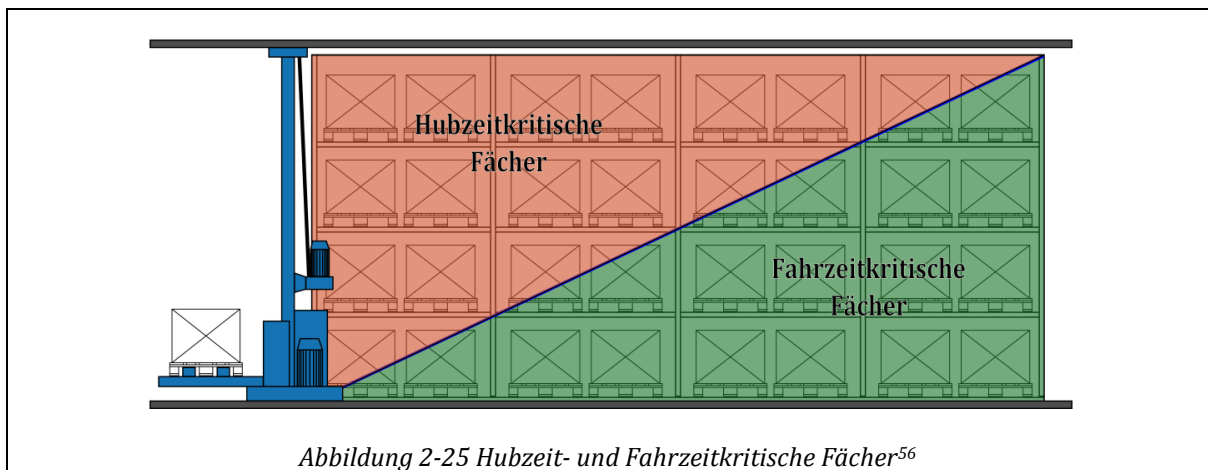 Hubzeitkritische
Fächer
Fahrzeitkritische
Fächer
Abbildung 2-25 Hubzeit- und Fahrzeitkritische Fächer⁵⁶